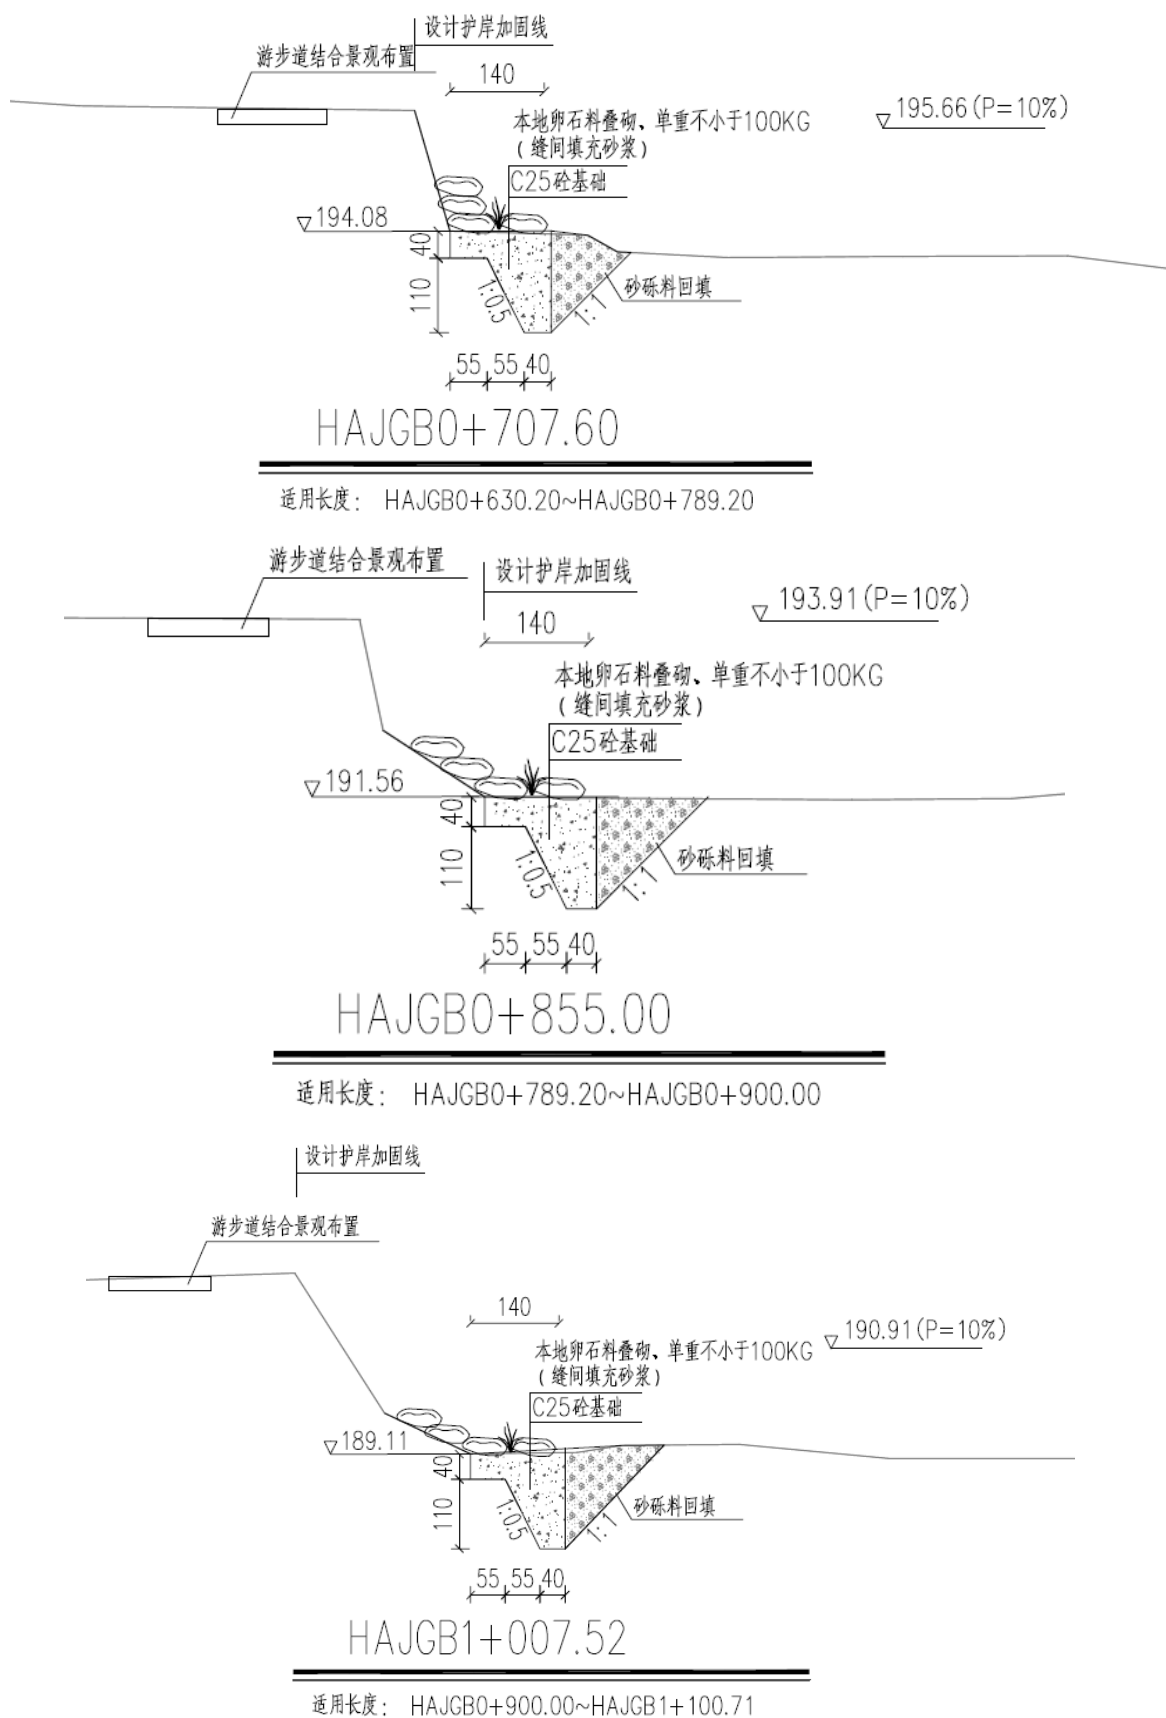 设计护岸加固线
游步道结合景观布置
140
本地卵石料叠砌、单重不小于100KG
(缝间填充砂浆)
195.66(P=10%)
C25砼基础
194.08
40
110
1:0.5
1:1
砂砾料回填
55 55 40
HAJGB0+707.60
适用长度: HAJGB0+630.20~HAJGB0+789.20
游步道结合景观布置
设计护岸加固线
140
193.91(P=10%)
本地卵石料叠砌、单重不小于100KG
(缝间填充砂浆)
C25砼基础
191.56
40
110
1:0.5
1:1
砂砾料回填
55 55 40
HAJGB0+855.00
适用长度: HAJGB0+789.20~HAJGB0+900.00
设计护岸加固线
游步道结合景观布置
140
190.91(P=10%)
本地卵石料叠砌、单重不小于100KG
(缝间填充砂浆)
C25砼基础
189.11
40
110
1:0.5
1:1
砂砾料回填
55 55 40
HAJGB1+007.52
适用长度: HAJGB0+900.00~HAJGB1+100.71